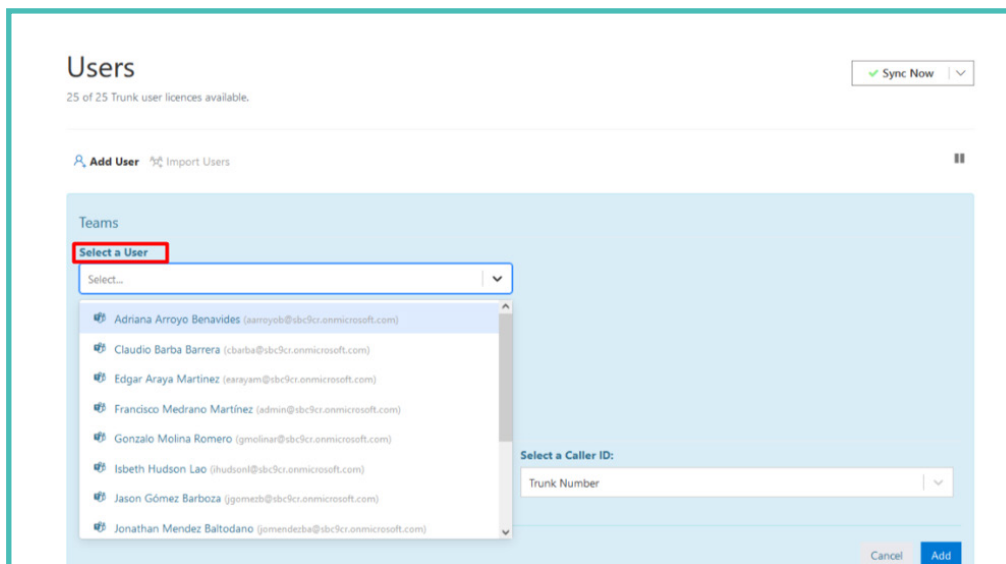 Users
Sync Now
25 of 25 Trunk user licences available.
Add User Import Users
Teams
Select a User
Select...
Adriana Arroyo Benavides (aarroyob@sbc9cr.onmicrosoft.com)
Claudio Barba Barrera (cbarba@sbc9cr.onmicrosoft.com)
Edgar Araya Martinez (earayam@sbc9cr.onmicrosoft.com)
Francisco Medrano Martínez (admin@sbc9cr.onmicrosoft.com)
Gonzalo Molina Romero (gmolinar@sbc9cr.onmicrosoft.com)
Isbeth Hudson Lao (ihudsonl@sbc9cr.onmicrosoft.com)
Jason Gómez Barboza (jgomezb@sbc9cr.onmicrosoft.com)
Jonathan Mendez Baltodano (jomendezba@sbc9cr.onmicrosoft.com)
Select a Caller ID:
Trunk Number
Cancel Add